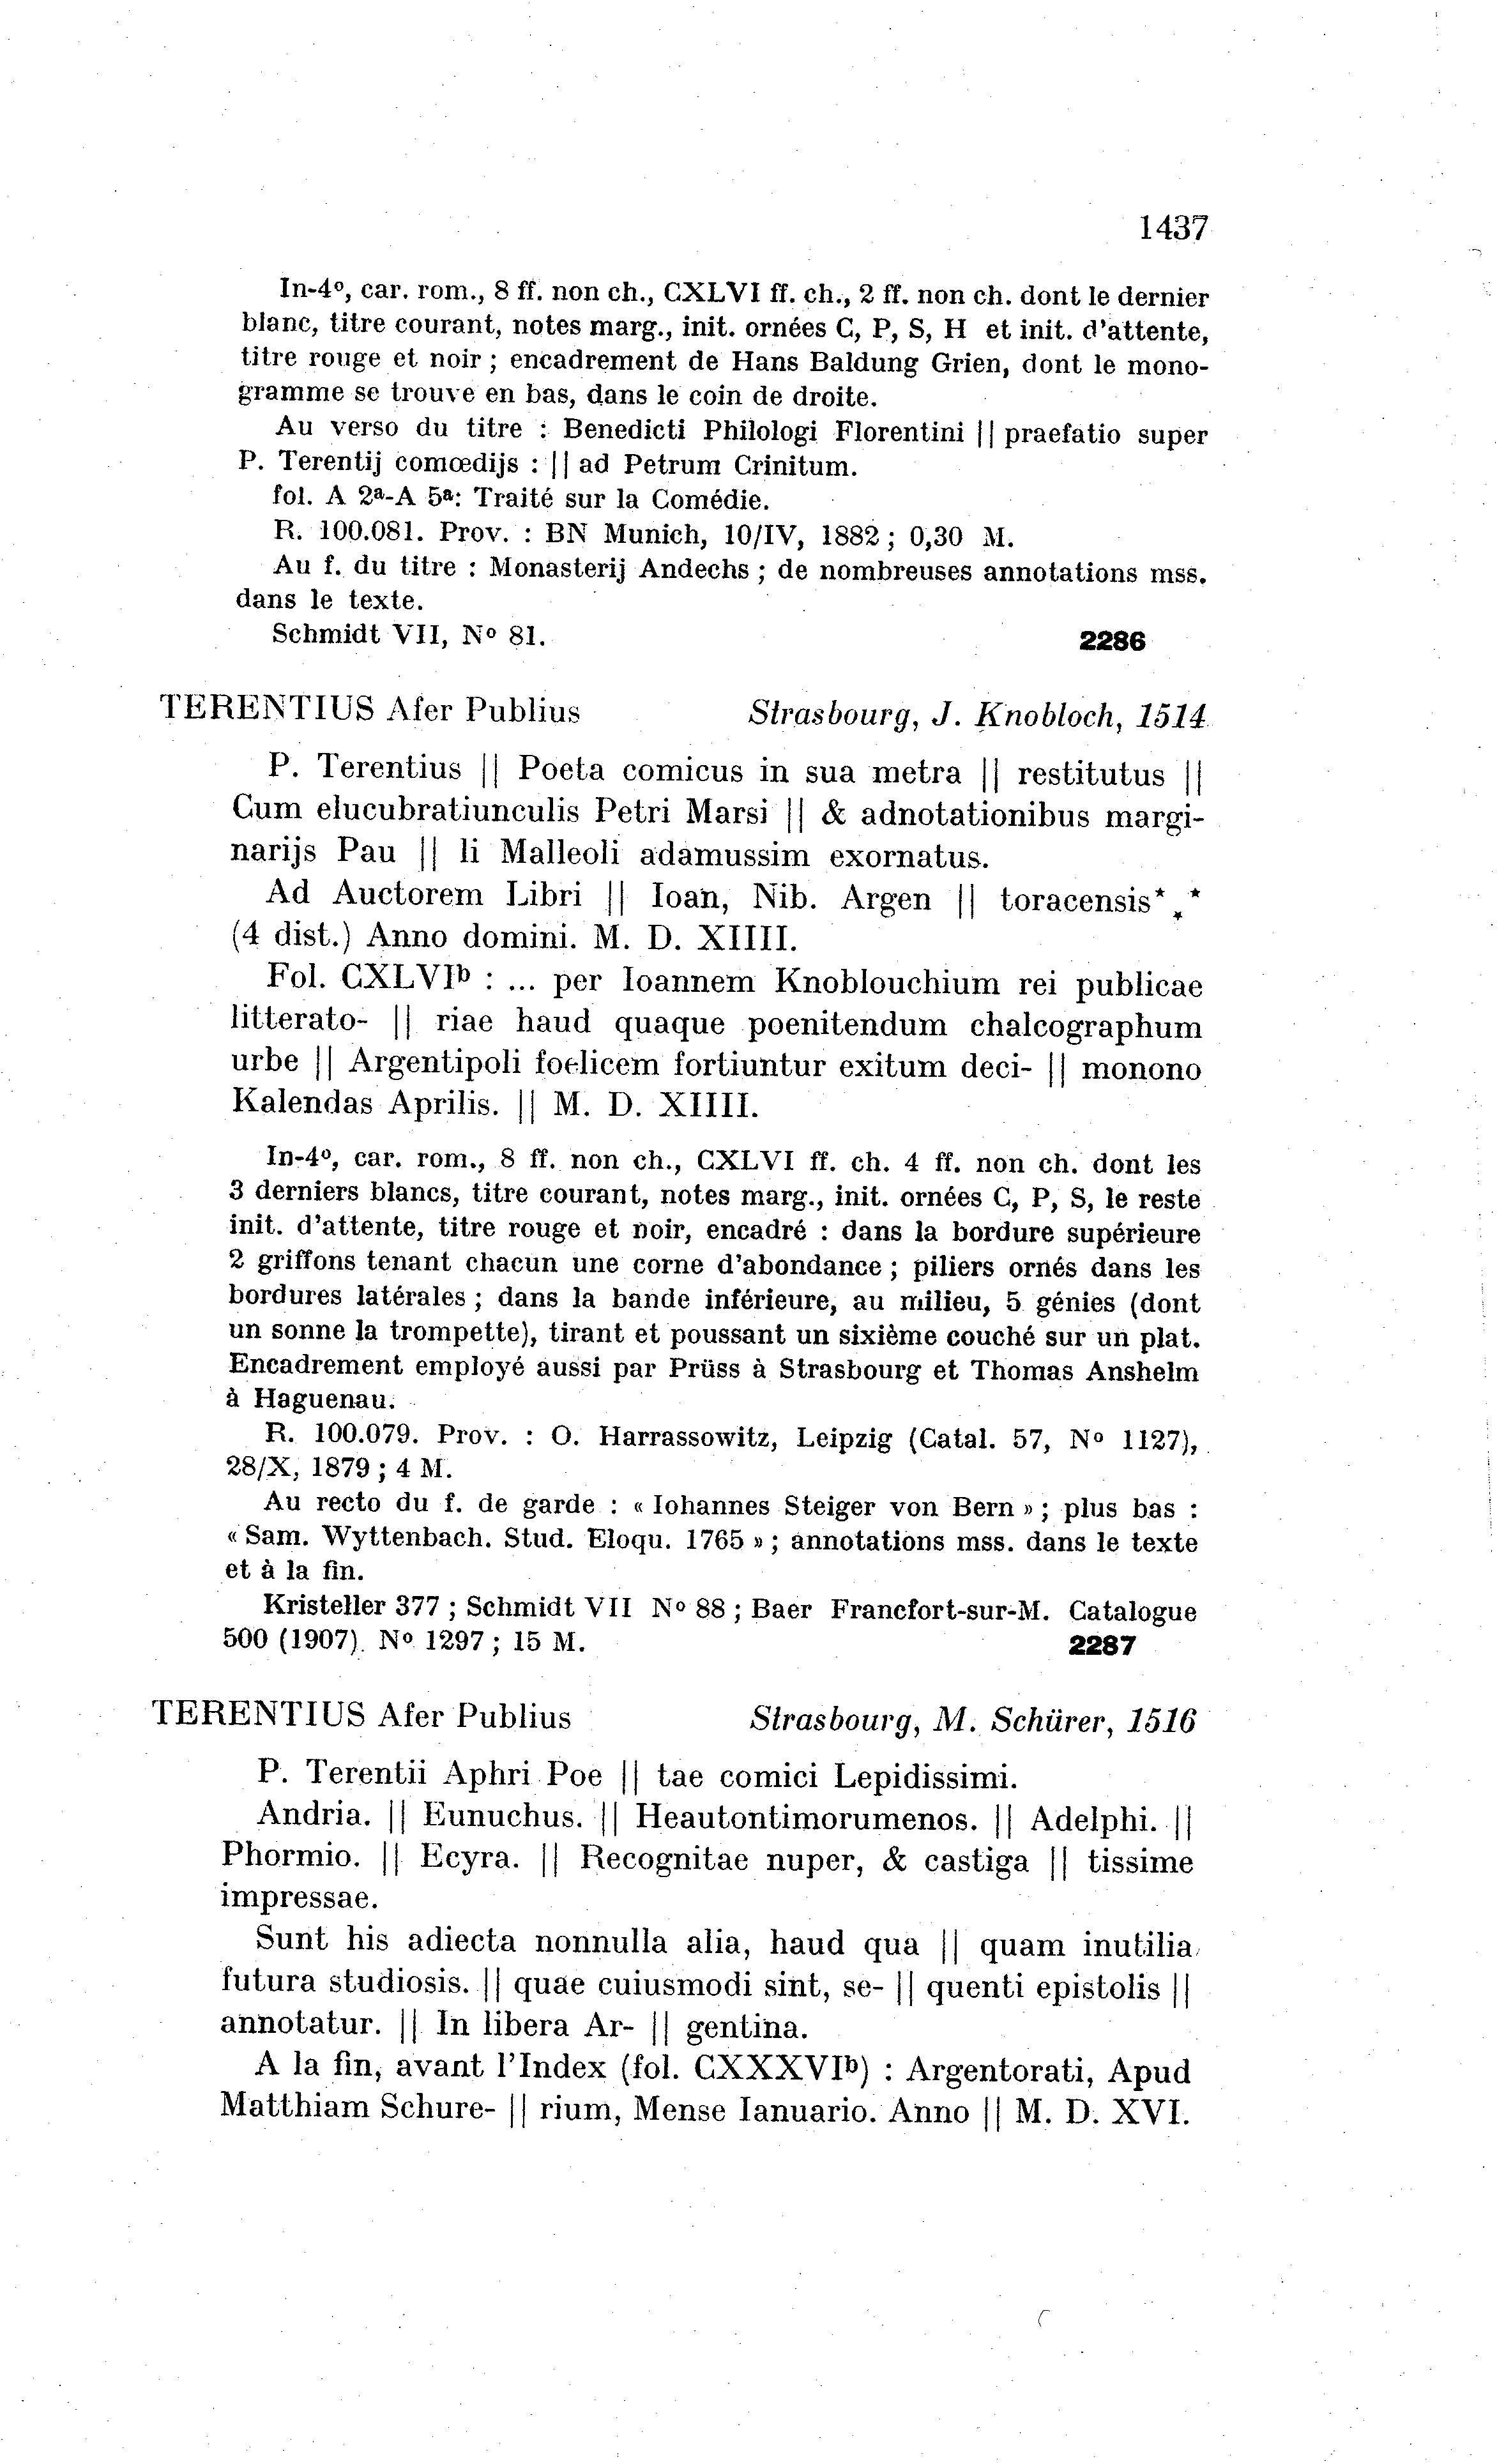 1437
In-4º, car. rom., 8 ff. non ch., CXLVI ff. ch., 2 ff. non ch. dont le dernier
blanc, titre courant, notes marg., init. ornées C, P, S, H et init. d'attente,
titre rouge et noir ; encadrement de Hans Baldung Grien, dont le mono-
gramme se trouve en bas, dans le coin de droite.
Au verso du titre : Benedicti Philologi Florentini || praefatio super
P. Terentij comœdijs : || ad Petrum Crinitum.
fol. A 2ª-A 5ª: Traité sur la Comédie.
R. 100.081. Prov. : BN Munich, 10/IV, 1882 ; 0,30 M.
Au f. du titre : Monasterij Andechs ; de nombreuses annotations mss.
dans le texte.
Schmidt VII, Nº 81.
2286
TERENTIUS Afer Publius Strasbourg, J. Knobloch, 1514
P. Terentius || Poeta comicus in sua metra || restitutus ||
Cum elucubratiunculis Petri Marsi || & adnotationibus margi-
narijs Pau || li Malleoli adamussim exornatus.
Ad Auctorem Libri || Ioan, Nib. Argen || toracensis*⁎*
(4 dist.) Anno domini. M. D. XIIII.
Fol. CXLVIᵇ : ... per Ioannem Knoblouchium rei publicae
litterato- || riae haud quaque poenitendum chalcographum
urbe || Argentipoli foelicem fortiuntur exitum deci- || monono
Kalendas Aprilis. || M. D. XIIII.
In-4º, car. rom., 8 ff. non ch., CXLVI ff. ch. 4 ff. non ch. dont les
3 derniers blancs, titre courant, notes marg., init. ornées C, P, S, le reste
init. d'attente, titre rouge et noir, encadré : dans la bordure supérieure
2 griffons tenant chacun une corne d'abondance ; piliers ornés dans les
bordures latérales ; dans la bande inférieure, au milieu, 5 génies (dont
un sonne la trompette), tirant et poussant un sixième couché sur un plat.
Encadrement employé aussi par Prüss à Strasbourg et Thomas Anshelm
à Haguenau.
R. 100.079. Prov. : O. Harrassowitz, Leipzig (Catal. 57, Nº 1127),
28/X, 1879 ; 4 M.
Au recto du f. de garde : « Iohannes Steiger von Bern » ; plus bas :
« Sam. Wyttenbach. Stud. Eloqu. 1765 » ; annotations mss. dans le texte
et à la fin.
Kristeller 377 ; Schmidt VII Nº 88 ; Baer Francfort-sur-M. Catalogue
500 (1907). Nº 1297 ; 15 M.
2287
TERENTIUS Afer Publius Strasbourg, M. Schürer, 1516
P. Terentii Aphri Poe || tae comici Lepidissimi.
Andria. || Eunuchus. || Heautontimorumenos. || Adelphi. ||
Phormio. || Ecyra. || Recognitae nuper, & castiga || tissime
impressae.
Sunt his adiecta nonnulla alia, haud qua || quam inutilia
futura studiosis. || quae cuiusmodi sint, se- || quenti epistolis ||
annotatur. || In libera Ar- || gentina.
A la fin, avant l'Index (fol. CXXXVIᵇ) : Argentorati, Apud
Matthiam Schure- || rium, Mense Ianuario. Anno || M. D. XVI.